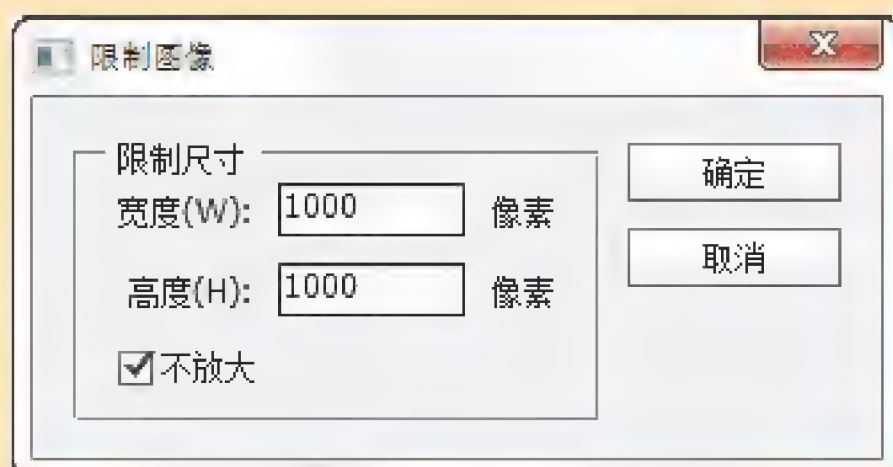 限制图像
限制尺寸
宽度(W): 1000 像素
高度(H): 1000 像素
不放大
确定
取消